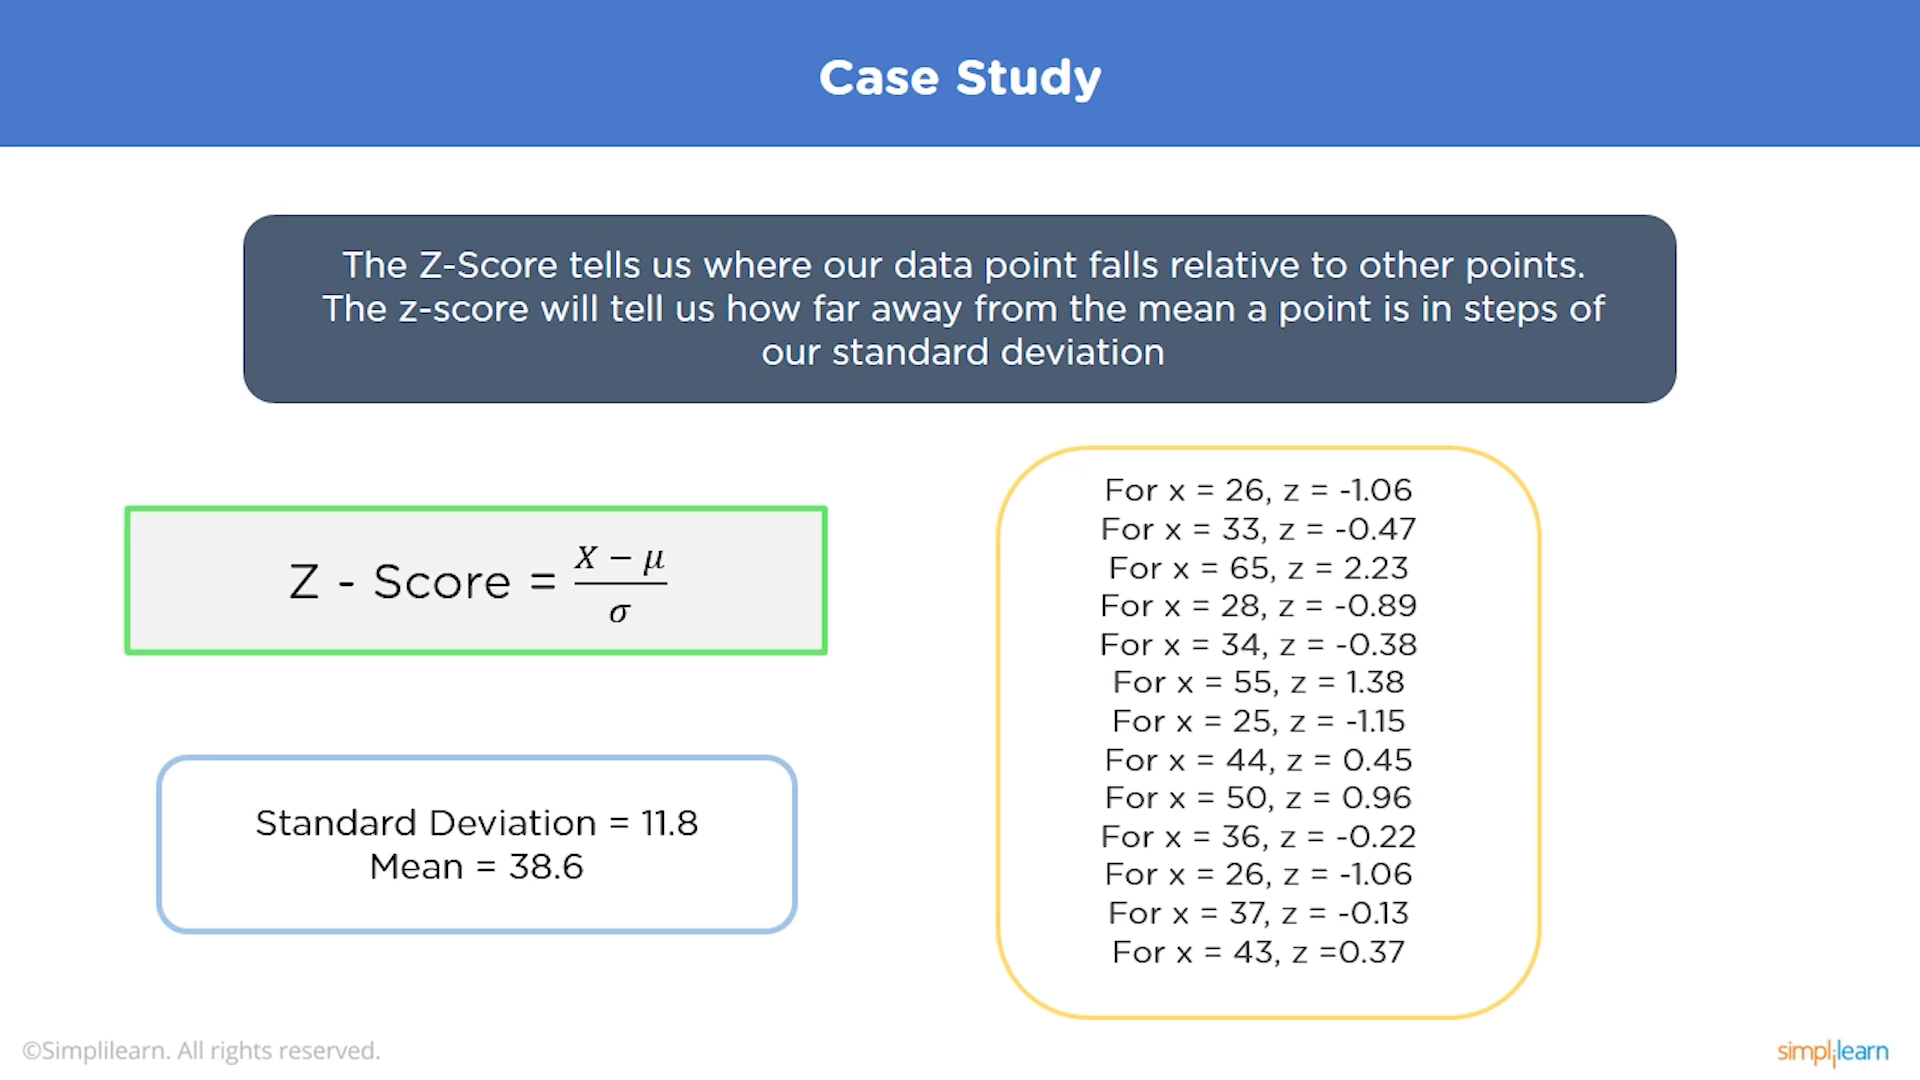 Case Study
The Z-Score tells us where our data point falls relative to other points.
The z-score will tell us how far away from the mean a point is in steps of
our standard deviation
Z - Score = \frac{X − μ}{σ}
Standard Deviation = 11.8
Mean = 38.6
For x = 26, z = -1.06
For x = 33, z = -0.47
For x = 65, z = 2.23
For x = 28, z = -0.89
For x = 34, z = -0.38
For x = 55, z = 1.38
For x = 25, z = -1.15
For x = 44, z = 0.45
For x = 50, z = 0.96
For x = 36, z = -0.22
For x = 26, z = -1.06
For x = 37, z = -0.13
For x = 43, z =0.37
©Simplilearn. All rights reserved.
simplilearn